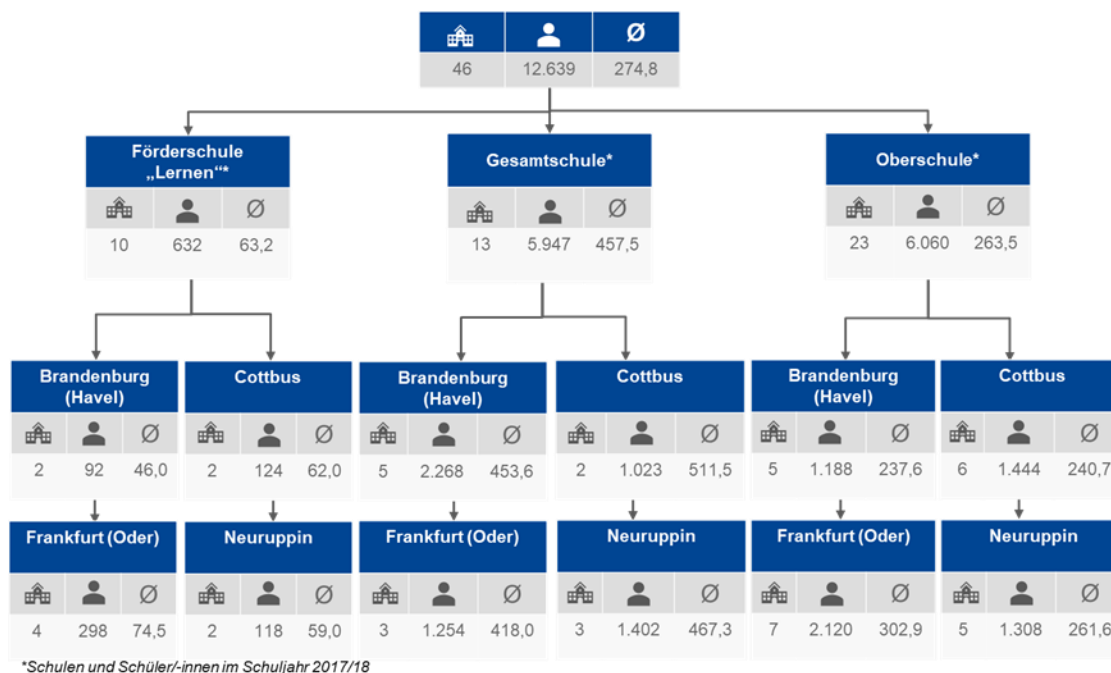 Ø
46 12.639 274,8
Förderschule
„Lernen“*
Ø
10 632 63,2
Gesamtschule*
Ø
13 5.947 457,5
Oberschule*
Ø
23 6.060 263,5
Brandenburg
(Havel)
Ø
2 92 46,0
Cottbus
Ø
2 124 62,0
Brandenburg
(Havel)
Ø
5 2.268 453,6
Cottbus
Ø
2 1.023 511,5
Brandenburg
(Havel)
Ø
5 1.188 237,6
Cottbus
Ø
6 1.444 240,7
Frankfurt (Oder)
Ø
4 298 74,5
Neuruppin
Ø
2 118 59,0
Frankfurt (Oder)
Ø
3 1.254 418,0
Neuruppin
Ø
3 1.402 467,3
Frankfurt (Oder)
Ø
7 2.120 302,9
Neuruppin
Ø
5 1.308 261,6
*Schulen und Schüler/-innen im Schuljahr 2017/18